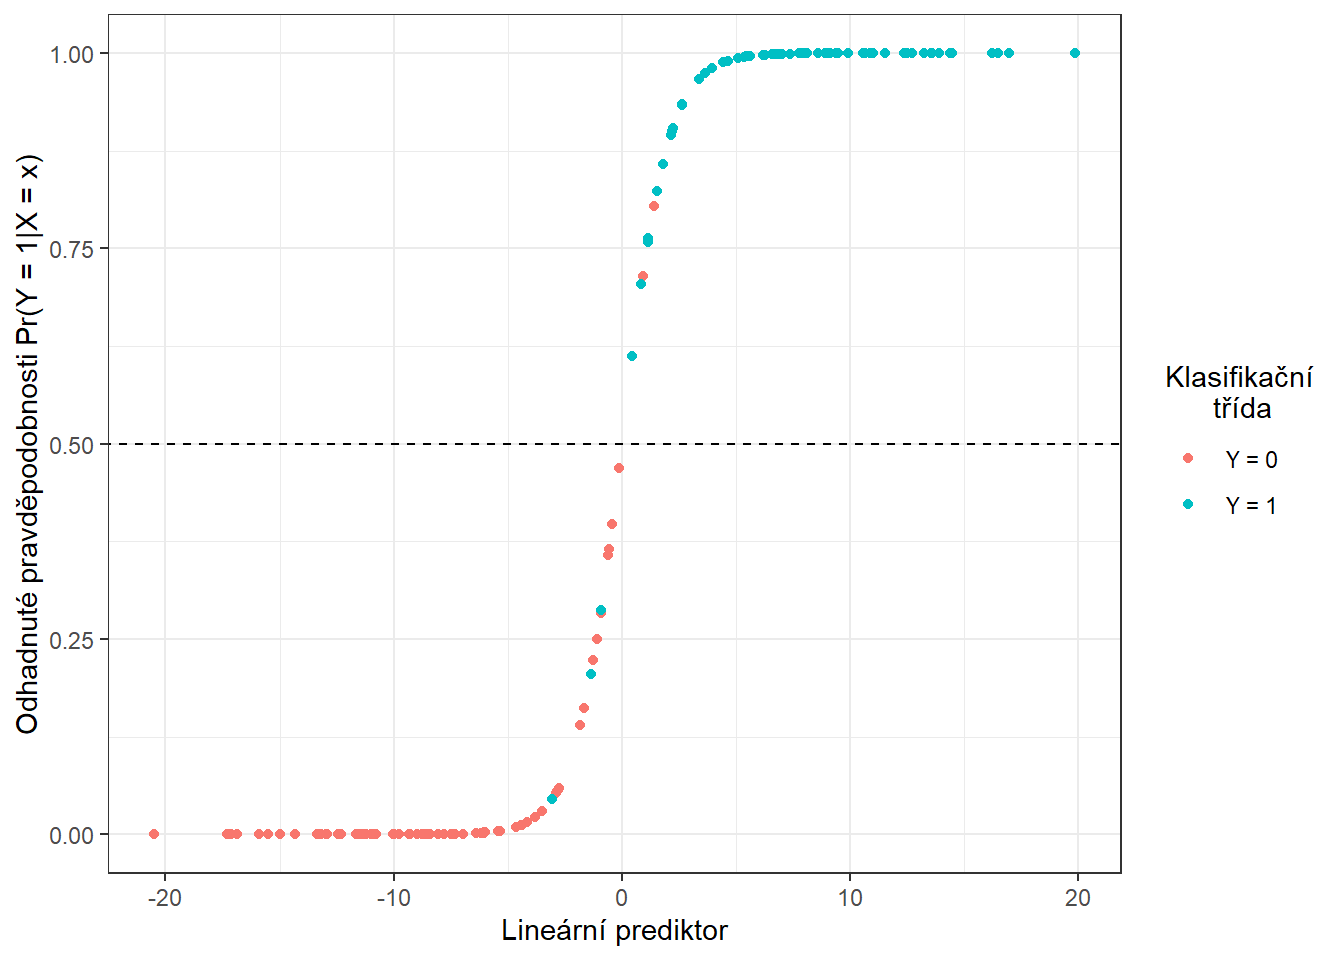 1.00
0.75
0.50
0.25
0.00
Odhadnuté pravděpodobnosti Pr(Y = 1|X = x)
-20
-10
0
10
20
Lineární prediktor
Klasifikační
třída
Y = 0
Y = 1